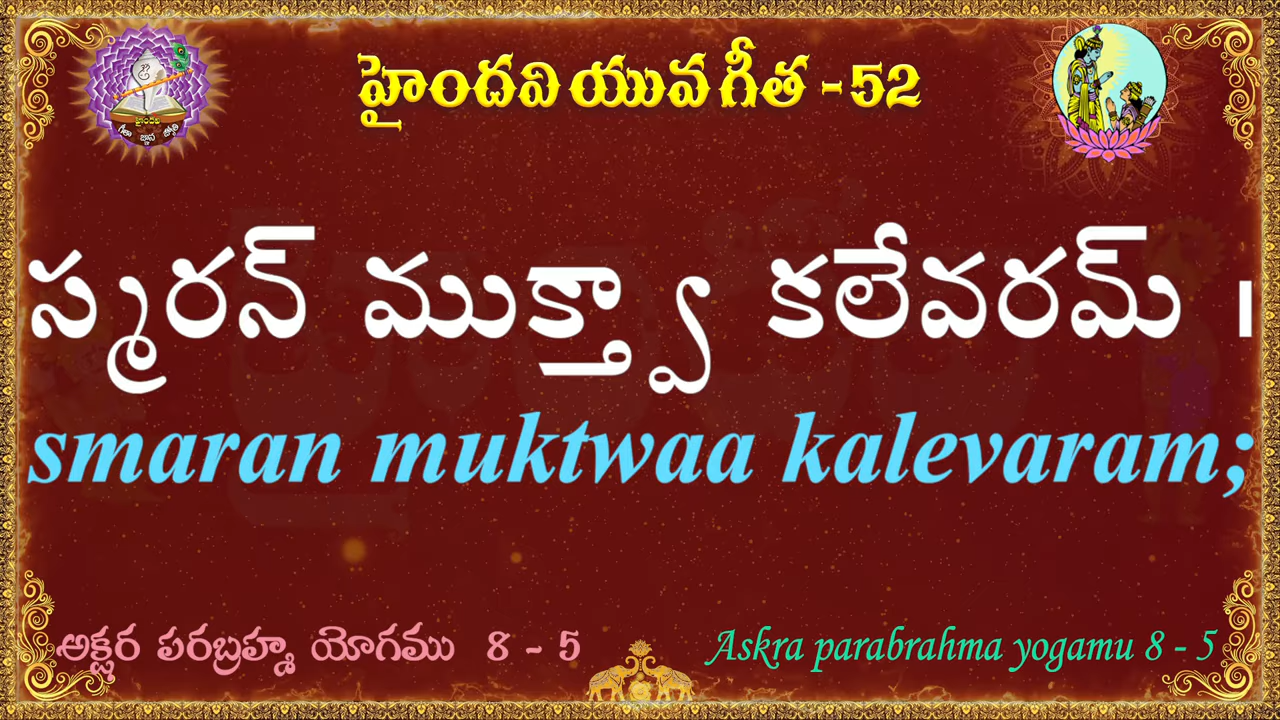 హైందవి యువ గీత - 52
హైందవి
గీతా జ్ఞాన జ్యోతి
స్మరన్ ముక్త్వా కలేవరమ్ ।
smaran muktwaa kalevaram;
అక్షర పరబ్రహ్మ యోగము 8 - 5
Askra parabrahma yogamu 8 - 5